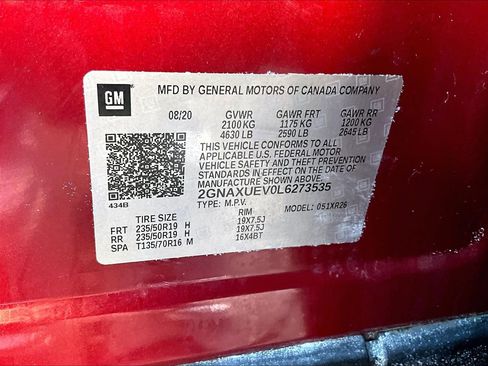 GM
MFD BY GENERAL MOTORS OF CANADA COMPANY
08/20 GVWR GAWR FRT GAWR RR
2100 KG 1175 KG 1200 KG
4630 LB 2590 LB 2645 LB
THIS VEHICLE CONFORMS TO ALL
APPLICABLE U.S. FEDERAL MOTOR
VEHICLE SAFETY AND THEFT PREVENTION
STANDARDS IN EFFECT ON THE DATE OF
MANUFACTURE SHOWN ABOVE.
2GNAXUEV0L6273535
434B TYPE: M.P.V. MODEL: 051XR26
TIRE SIZE RIM
FRT 235/50R19 H 19X7.5J
RR 235/50R19 H 19X7.5J
SPA T135/70R16 M 16X4BT